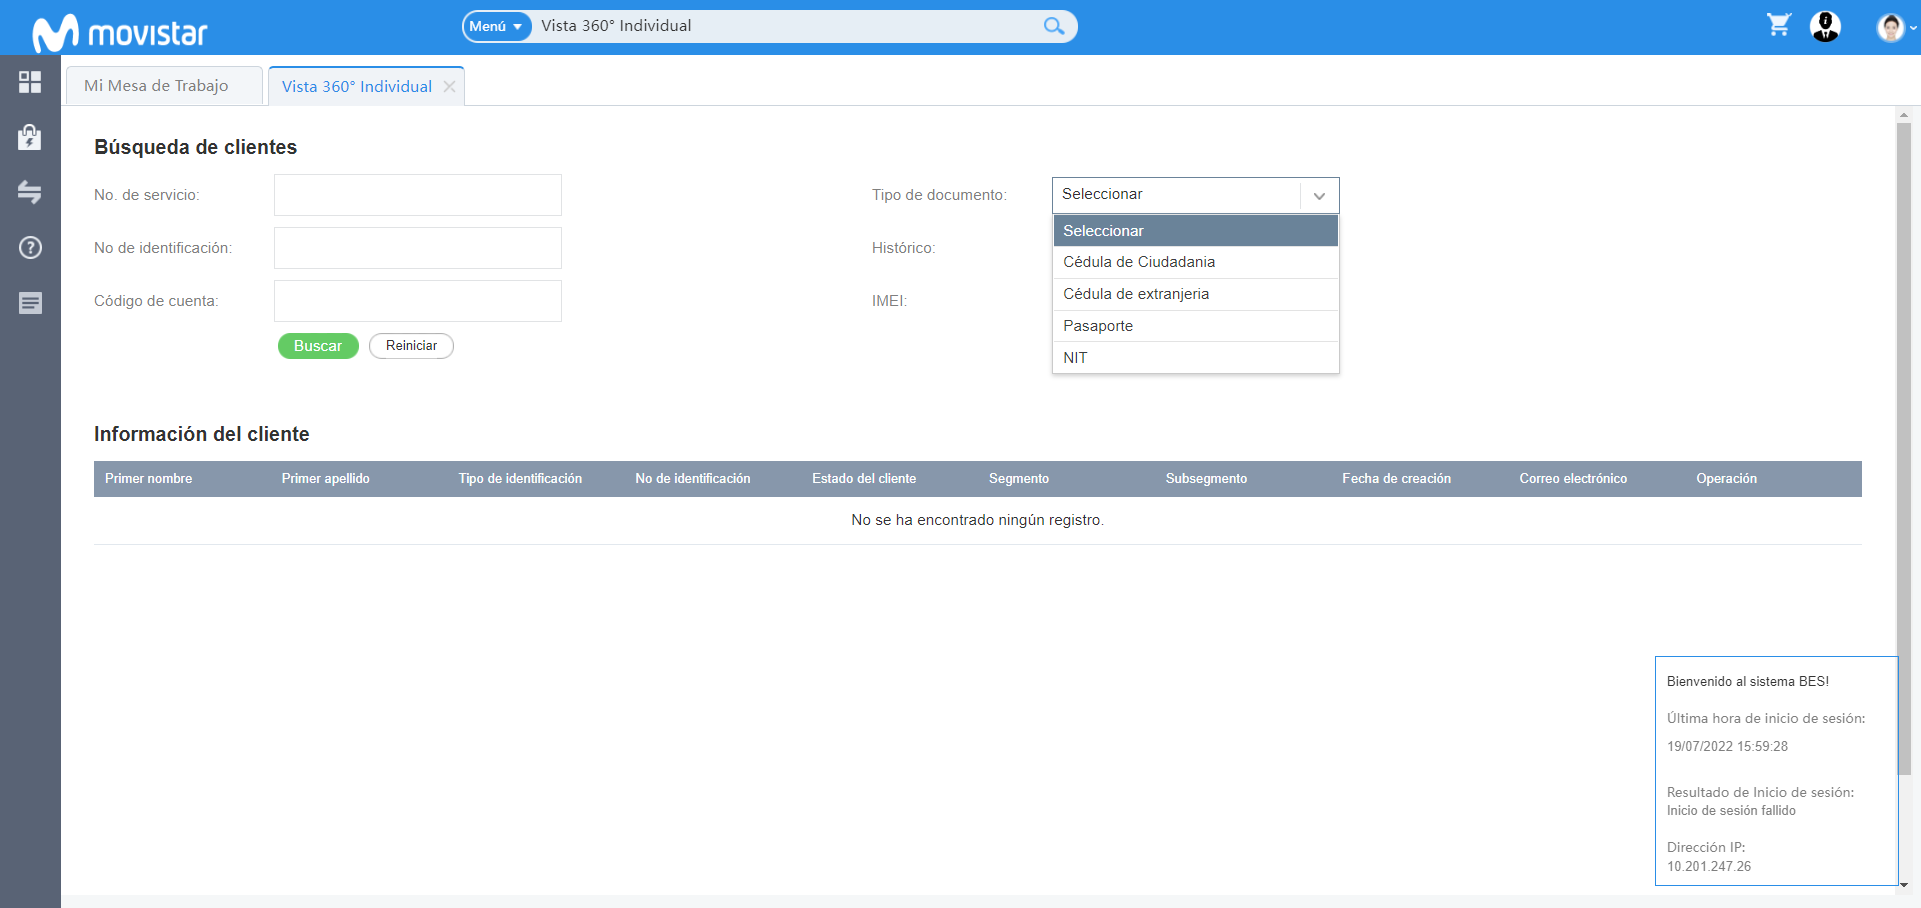 movistar
Menú
Vista 360° Individual
Mi Mesa de Trabajo
Vista 360° Individual
Búsqueda de clientes
No. de servicio:
Tipo de documento:
Seleccionar
Seleccionar
No de identificación:
Histórico:
Cédula de Ciudadania
Cédula de extranjeria
Código de cuenta:
IMEI:
Pasaporte
NIT
Buscar
Reiniciar
Información del cliente
Primer nombre Primer apellido Tipo de identificación No de identificación Estado del cliente Segmento Subsegmento Fecha de creación Correo electrónico Operación
No se ha encontrado ningún registro.
Bienvenido al sistema BES!
Última hora de inicio de sesión:
19/07/2022 15:59:28
Resultado de Inicio de sesión:
Inicio de sesión fallido
Dirección IP:
10.201.247.26